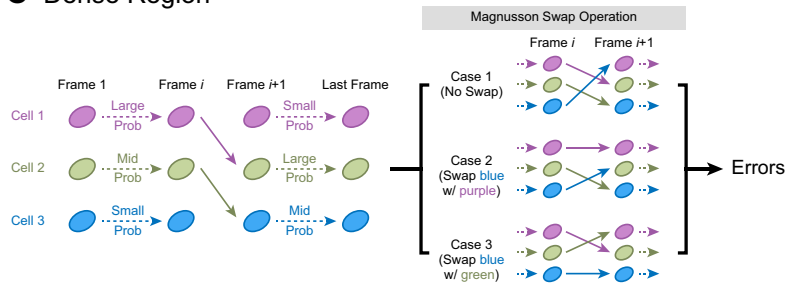 Dense Region
Magnusson Swap Operation
Frame i Frame i+1
Frame 1 Frame i Frame i+1 Last Frame
Cell 1 Large Prob Small Prob
Cell 2 Mid Prob Large Prob
Cell 3 Small Prob Mid Prob
Case 1
(No Swap)
Case 2
(Swap blue
w/ purple)
Case 3
(Swap blue
w/ green)
Errors